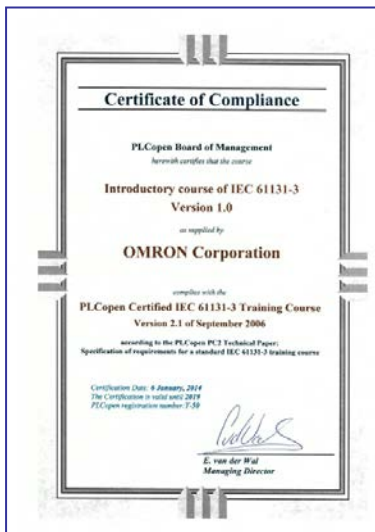 Certificate of Compliance
PLCopen Board of Management
herewith certifies that the course
Introductory course of IEC 61131-3
Version 1.0
as supplied by
OMRON Corporation
complies with the
PLCopen Certified IEC 61131-3 Training Course
Version 2.1 of September 2006
according to the PLCopen PC2 Technical Paper:
Specification of requirements for a standard IEC 61131-3 training course
Certification Date: 6 January, 2014
The Certification is valid until 2019
PLCopen registration number: T-50
E. van der Wal
Managing Director